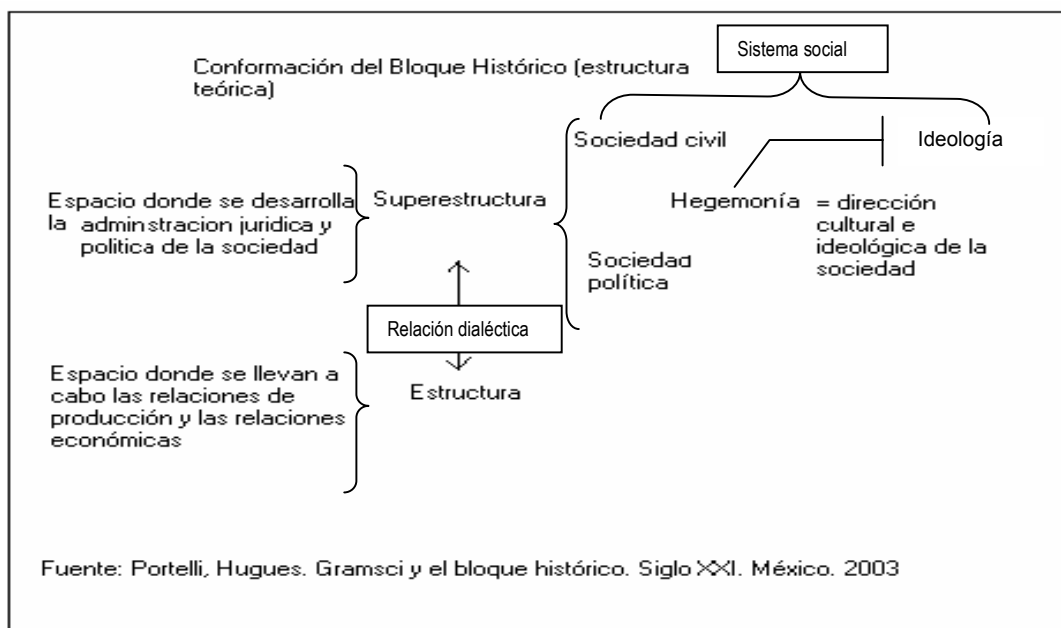 Sistema social
Conformación del Bloque Histórico (estructura
teórica)
Sociedad civil
Ideología
Espacio donde se desarrolla
la adminstracion juridica y
politica de la sociedad
Superestructura
Hegemonía = dirección
cultural e
ideológica de la
sociedad
Sociedad
política
Relación dialéctica
Espacio donde se llevan a
cabo las relaciones de
producción y las relaciones
económicas
Estructura
Fuente: Portelli, Hugues. Gramsci y el bloque histórico. Siglo XXI. México. 2003